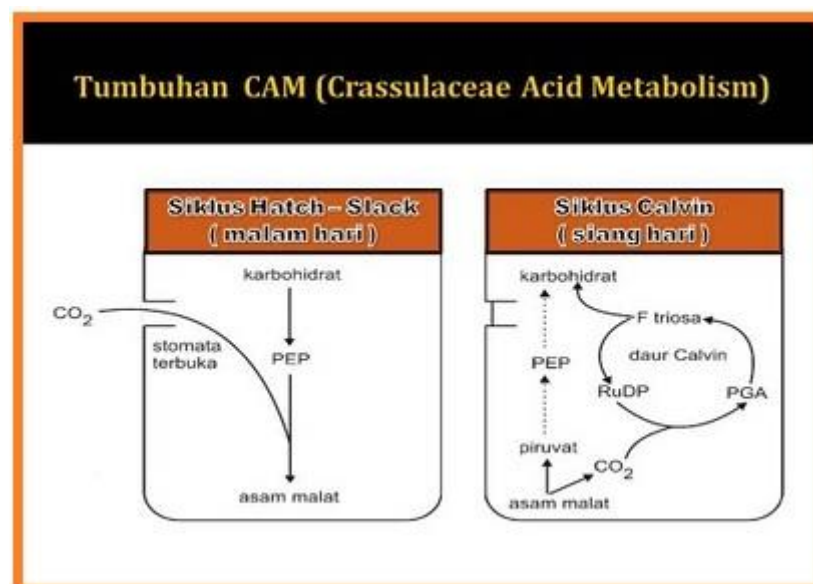 Tumbuhan CAM (Crassulaceae Acid Metabolism)
Siklus Hatch – Slack
( malam hari )
karbohidrat
CO₂
stomata
terbuka
PEP
asam malat
Siklus Calvin
( siang hari )
karbohidrat
F triosa
daur Calvin
PEP
RuDP
PGA
piruvat
CO₂
asam malat